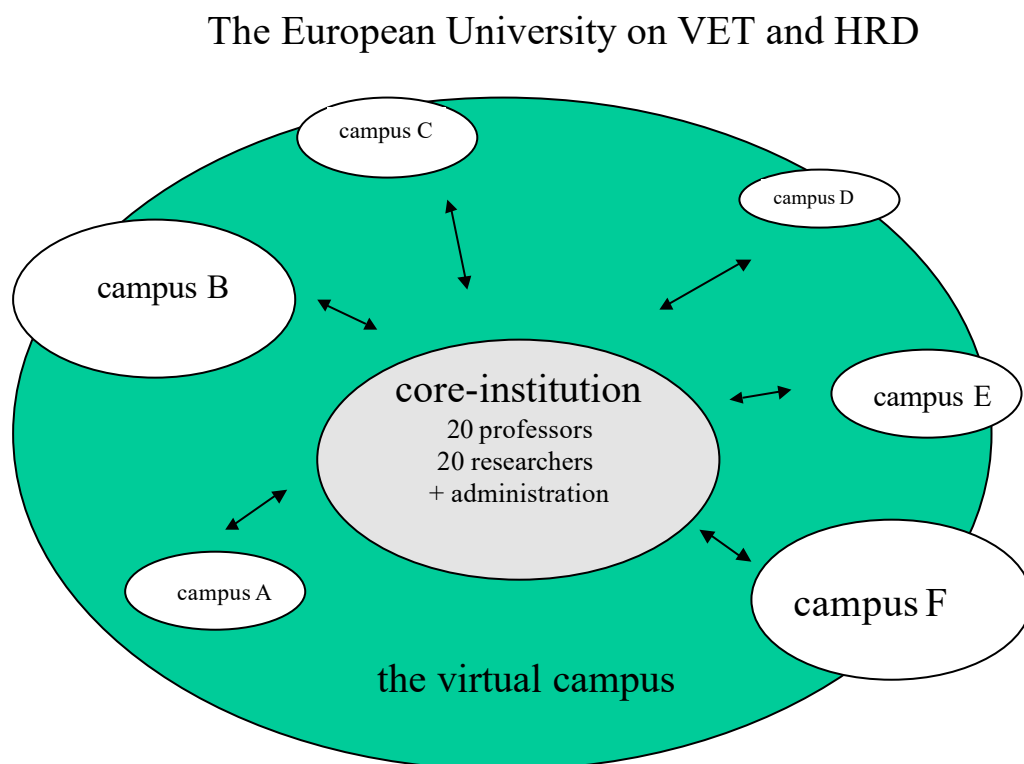 The European University on VET and HRD
campus C
campus D
campus B
core-institution
20 professors
20 researchers
+ administration
campus E
campus A
campus F
the virtual campus